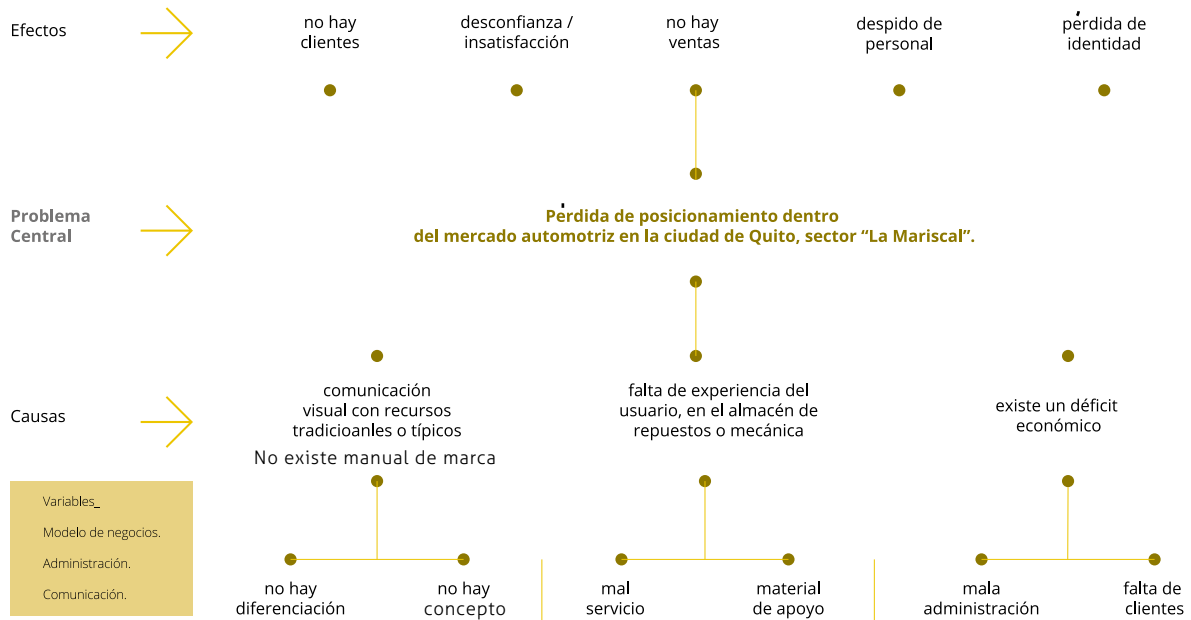 Efectos
no hay
clientes
desconfianza /
insatisfacción
no hay
ventas
despido de
personal
pérdida de
identidad
Problema
Central
Pérdida de posicionamiento dentro
del mercado automotriz en la ciudad de Quito, sector “La Mariscal”.
Causas
comunicación
visual con recursos
tradicioanles o típicos
No existe manual de marca
falta de experiencia del
usuario, en el almacén de
repuestos o mecánica
existe un déficit
económico
Variables_
Modelo de negocios.
Administración.
Comunicación.
no hay
diferenciación
no hay
concepto
mal
servicio
material
de apoyo
mala
administración
falta de
clientes